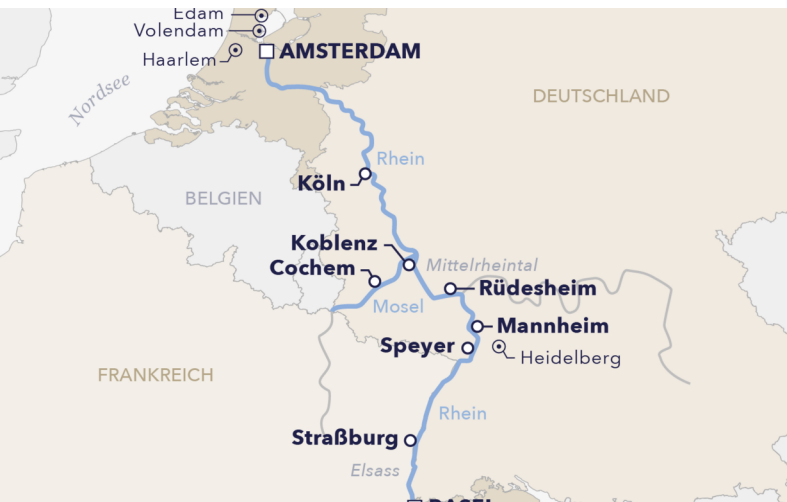 Edam
Volendam
Haarlem
AMSTERDAM
Nordsee
DEUTSCHLAND
Rhein
Köln
BELGIEN
Koblenz
Mittelrheintal
Cochem
Rüdesheim
Mosel
Mannheim
Speyer
Heidelberg
FRANKREICH
Rhein
Straßburg
Elsass
BASEL